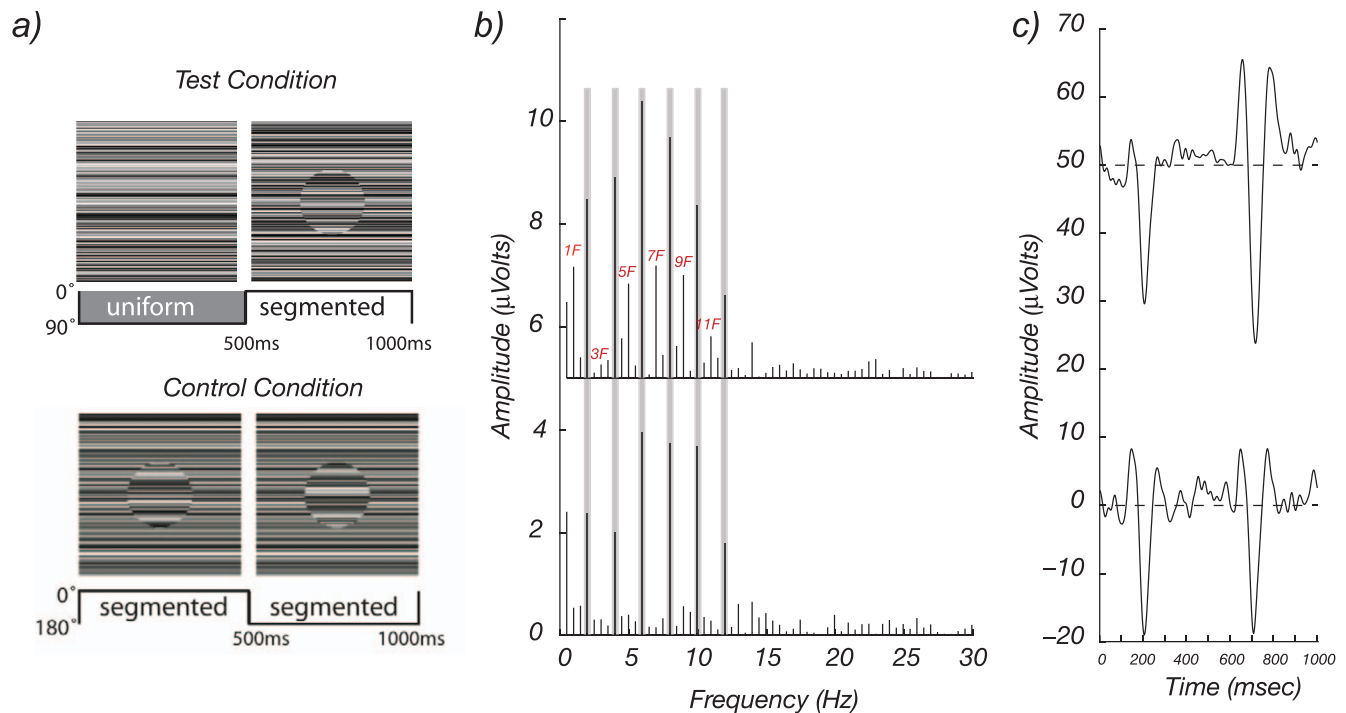 a)
Test Condition
0°
uniform
segmented
90°
500ms
1000ms
Control Condition
0°
segmented
segmented
180°
500ms
1000ms
b)
Amplitude (µVolts)
10
8
6
4
2
0
1F
3F
5F
7F
9F
11F
0
5
10
15
20
25
30
Frequency (Hz)
c)
Amplitude (µVolts)
70
60
50
40
30
20
10
0
−10
−20
0
200
400
600
800
1000
Time (msec)